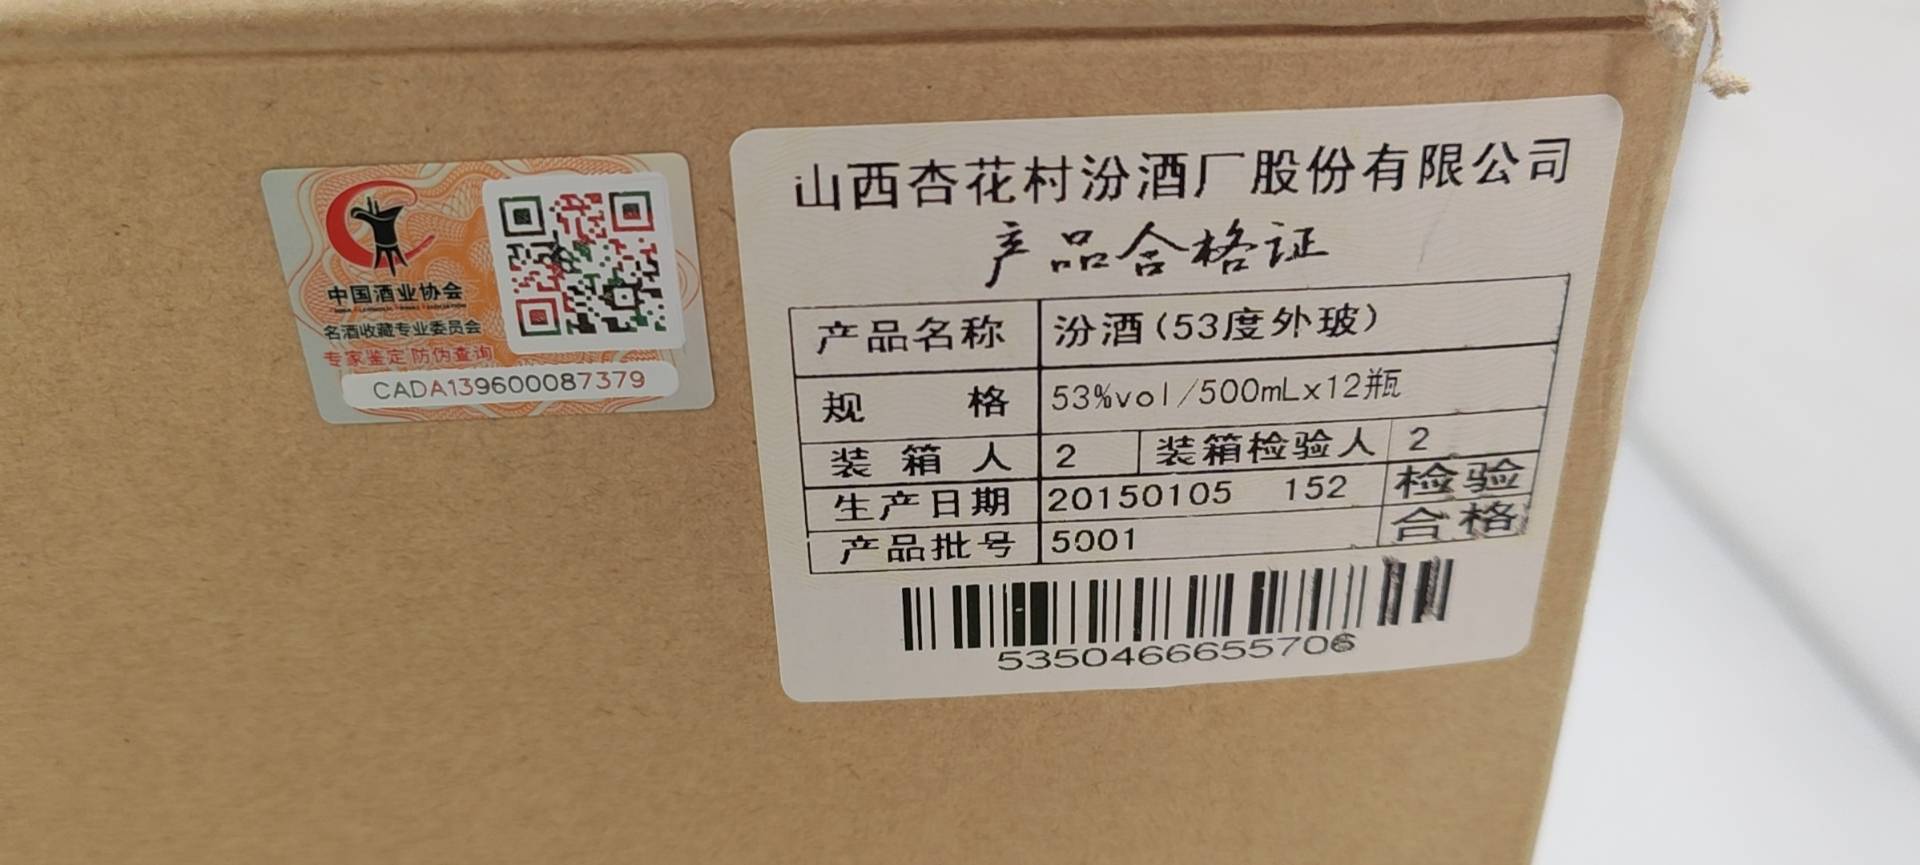 中国酒业协会
名酒收藏专业委员会
专家鉴定 防伪查询
CADA139600087379
山西杏花村汾酒厂股份有限公司
产品合格证
产品名称 汾酒(53度外玻)
规 格 53%vol/500mLx12瓶
装 箱 人 2 装箱检验人 2
生产日期 20150105 152 检验
产品批号 5001 合格
5350466655706